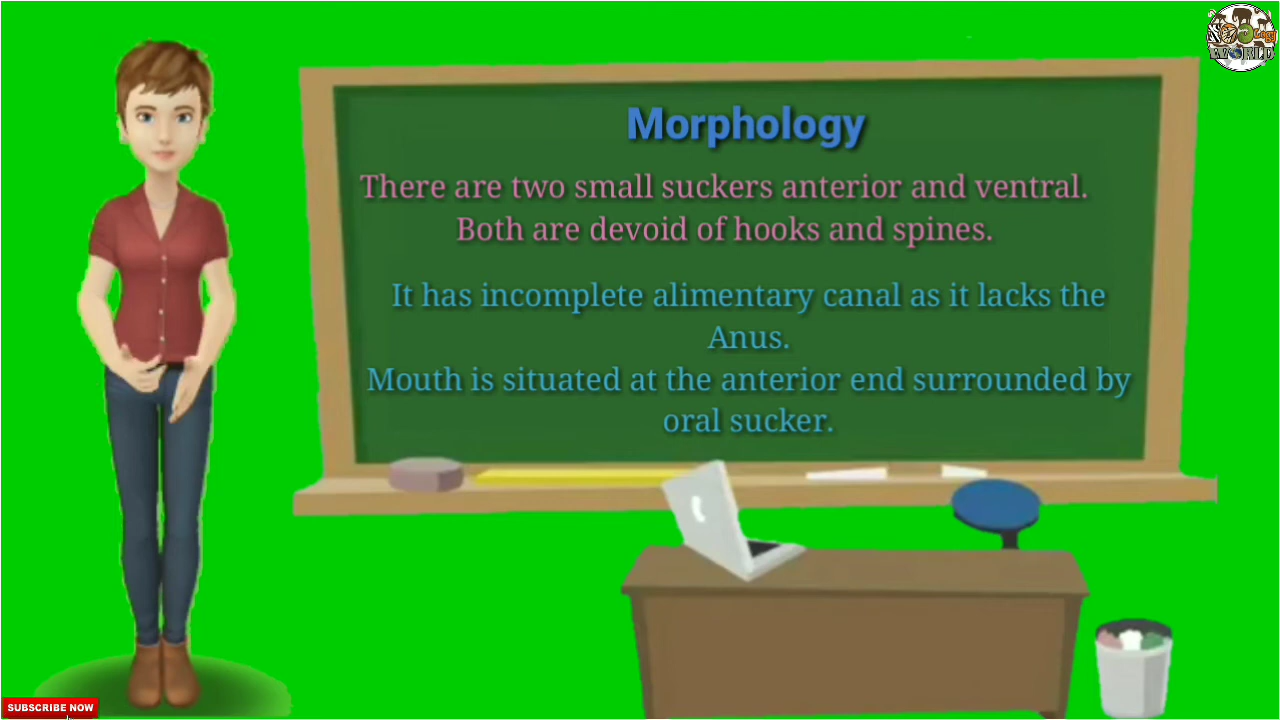 Morphology
There are two small suckers anterior and ventral.
Both are devoid of hooks and spines.
It has incomplete alimentary canal as it lacks the
Anus.
Mouth is situated at the anterior end surrounded by
oral sucker.
WORLD
SUBSCRIBE NOW